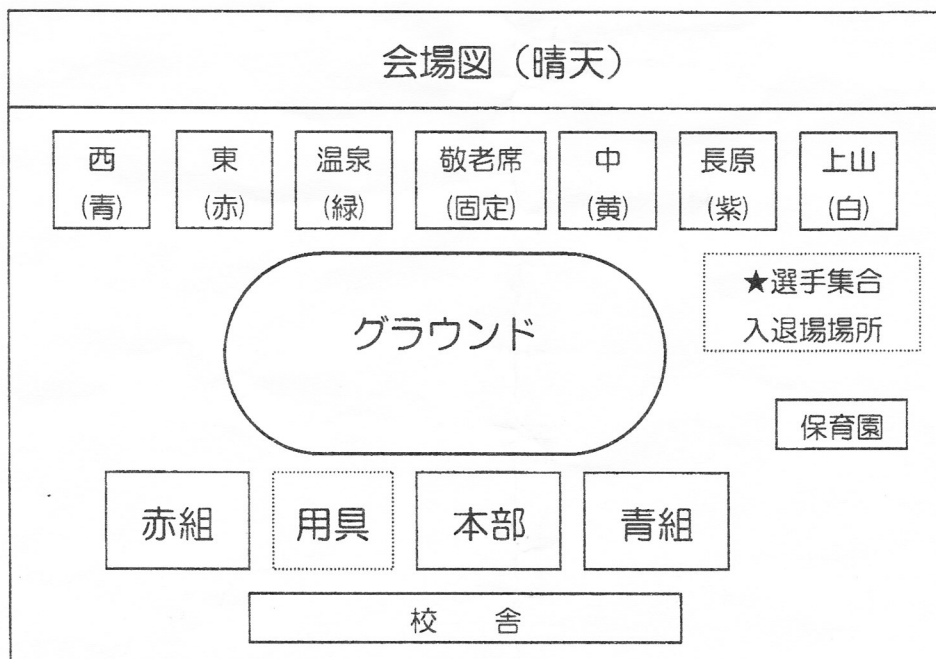 会場図（晴天）
西 東 温泉 敬老席 中 長原 上山
(青) (赤) (緑) (固定) (黄) (紫) (白)
★選手集合
入退場場所
グラウンド
保育園
赤組 用具 本部 青組
校 舎